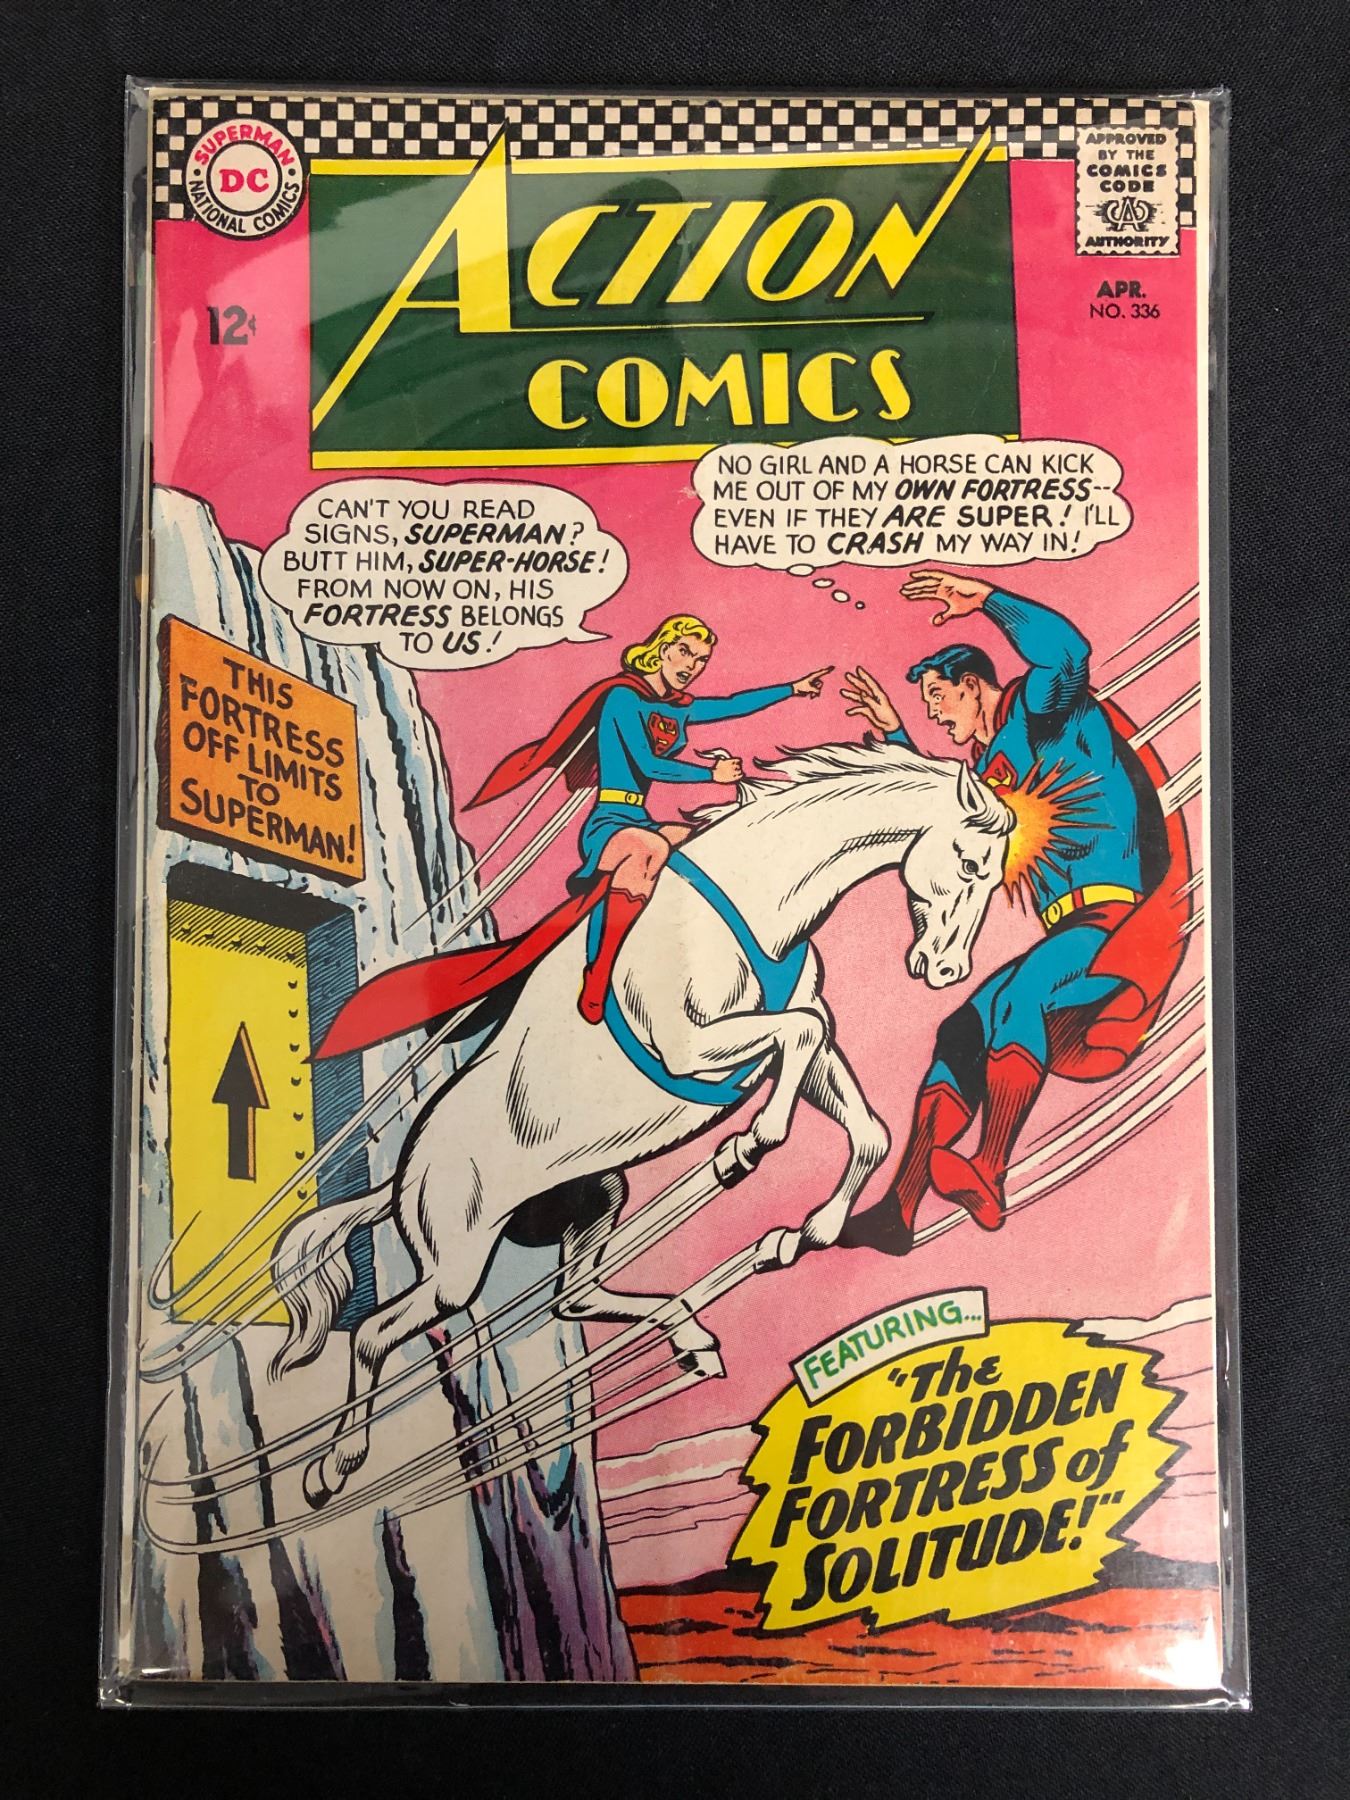 SUPERMAN
DC
NATIONAL COMICS
APPROVED
BY THE
COMICS
CODE
CA
AUTHORITY
ACTION
COMICS
12¢
APR.
NO. 336
NO GIRL AND A HORSE CAN KICK
ME OUT OF MY OWN FORTRESS--
EVEN IF THEY ARE SUPER! I'LL
HAVE TO CRASH MY WAY IN!
CAN'T YOU READ
SIGNS, SUPERMAN?
BUTT HIM, SUPER-HORSE!
FROM NOW ON, HIS
FORTRESS BELONGS
TO US!
THIS
FORTRESS
OFF LIMITS
TO
SUPERMAN!
S
S
FEATURING...
"The
FORBIDDEN
FORTRESS of
SOLITUDE!"